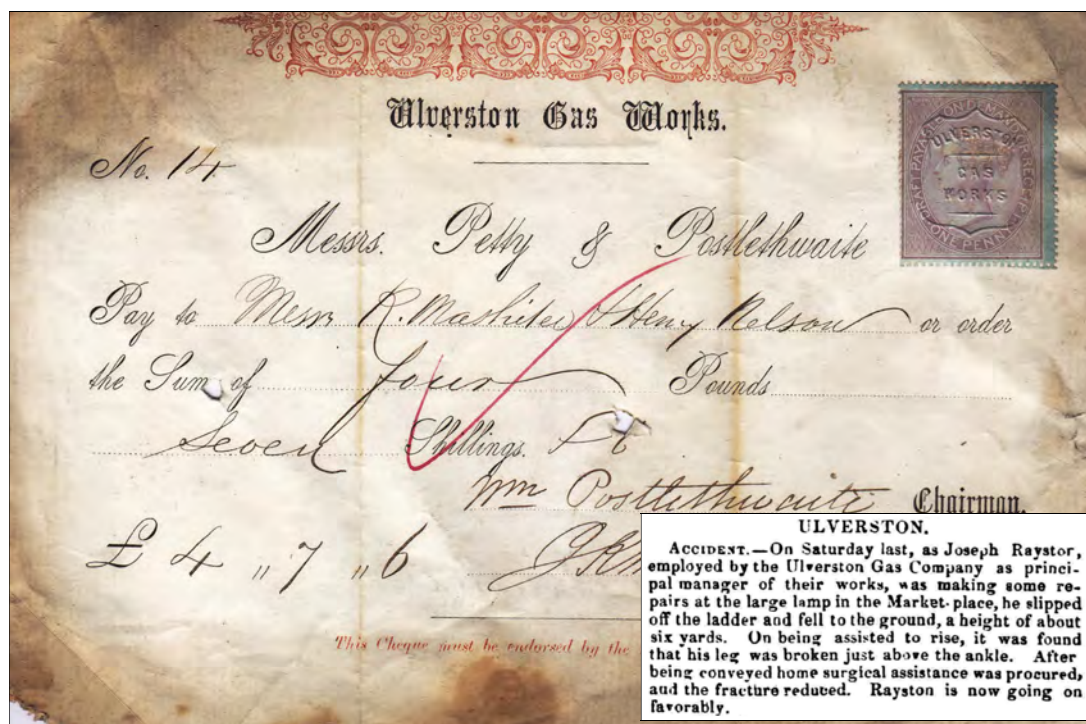 Ulverston Gas Works.
No. 14
DRAFT PAYABLE ON DEMAND OR RECEIPT
ULVERSTON
GAS
WORKS
ONE PENNY
Messrs. Petty & Postlethwaite
Pay to Messrs R. Mashiter & Henry Nelson or order
the Sum of four Pounds
Seven Shillings.
Wm Postlethwaite Chairman.
£ 4 " 7 " 6
This Cheque must be endorsed by the
ULVERSTON.
ACCIDENT.—On Saturday last, as Joseph Raystor,
employed by the Ulverston Gas Company as princi-
pal manager of their works, was making some re-
pairs at the large lamp in the Market-place, he slipped
off the ladder and fell to the ground, a height of about
six yards. On being assisted to rise, it was found
that his leg was broken just above the ankle. After
being conveyed home surgical assistance was procured,
and the fracture reduced. Rayston is now going on
favorably.